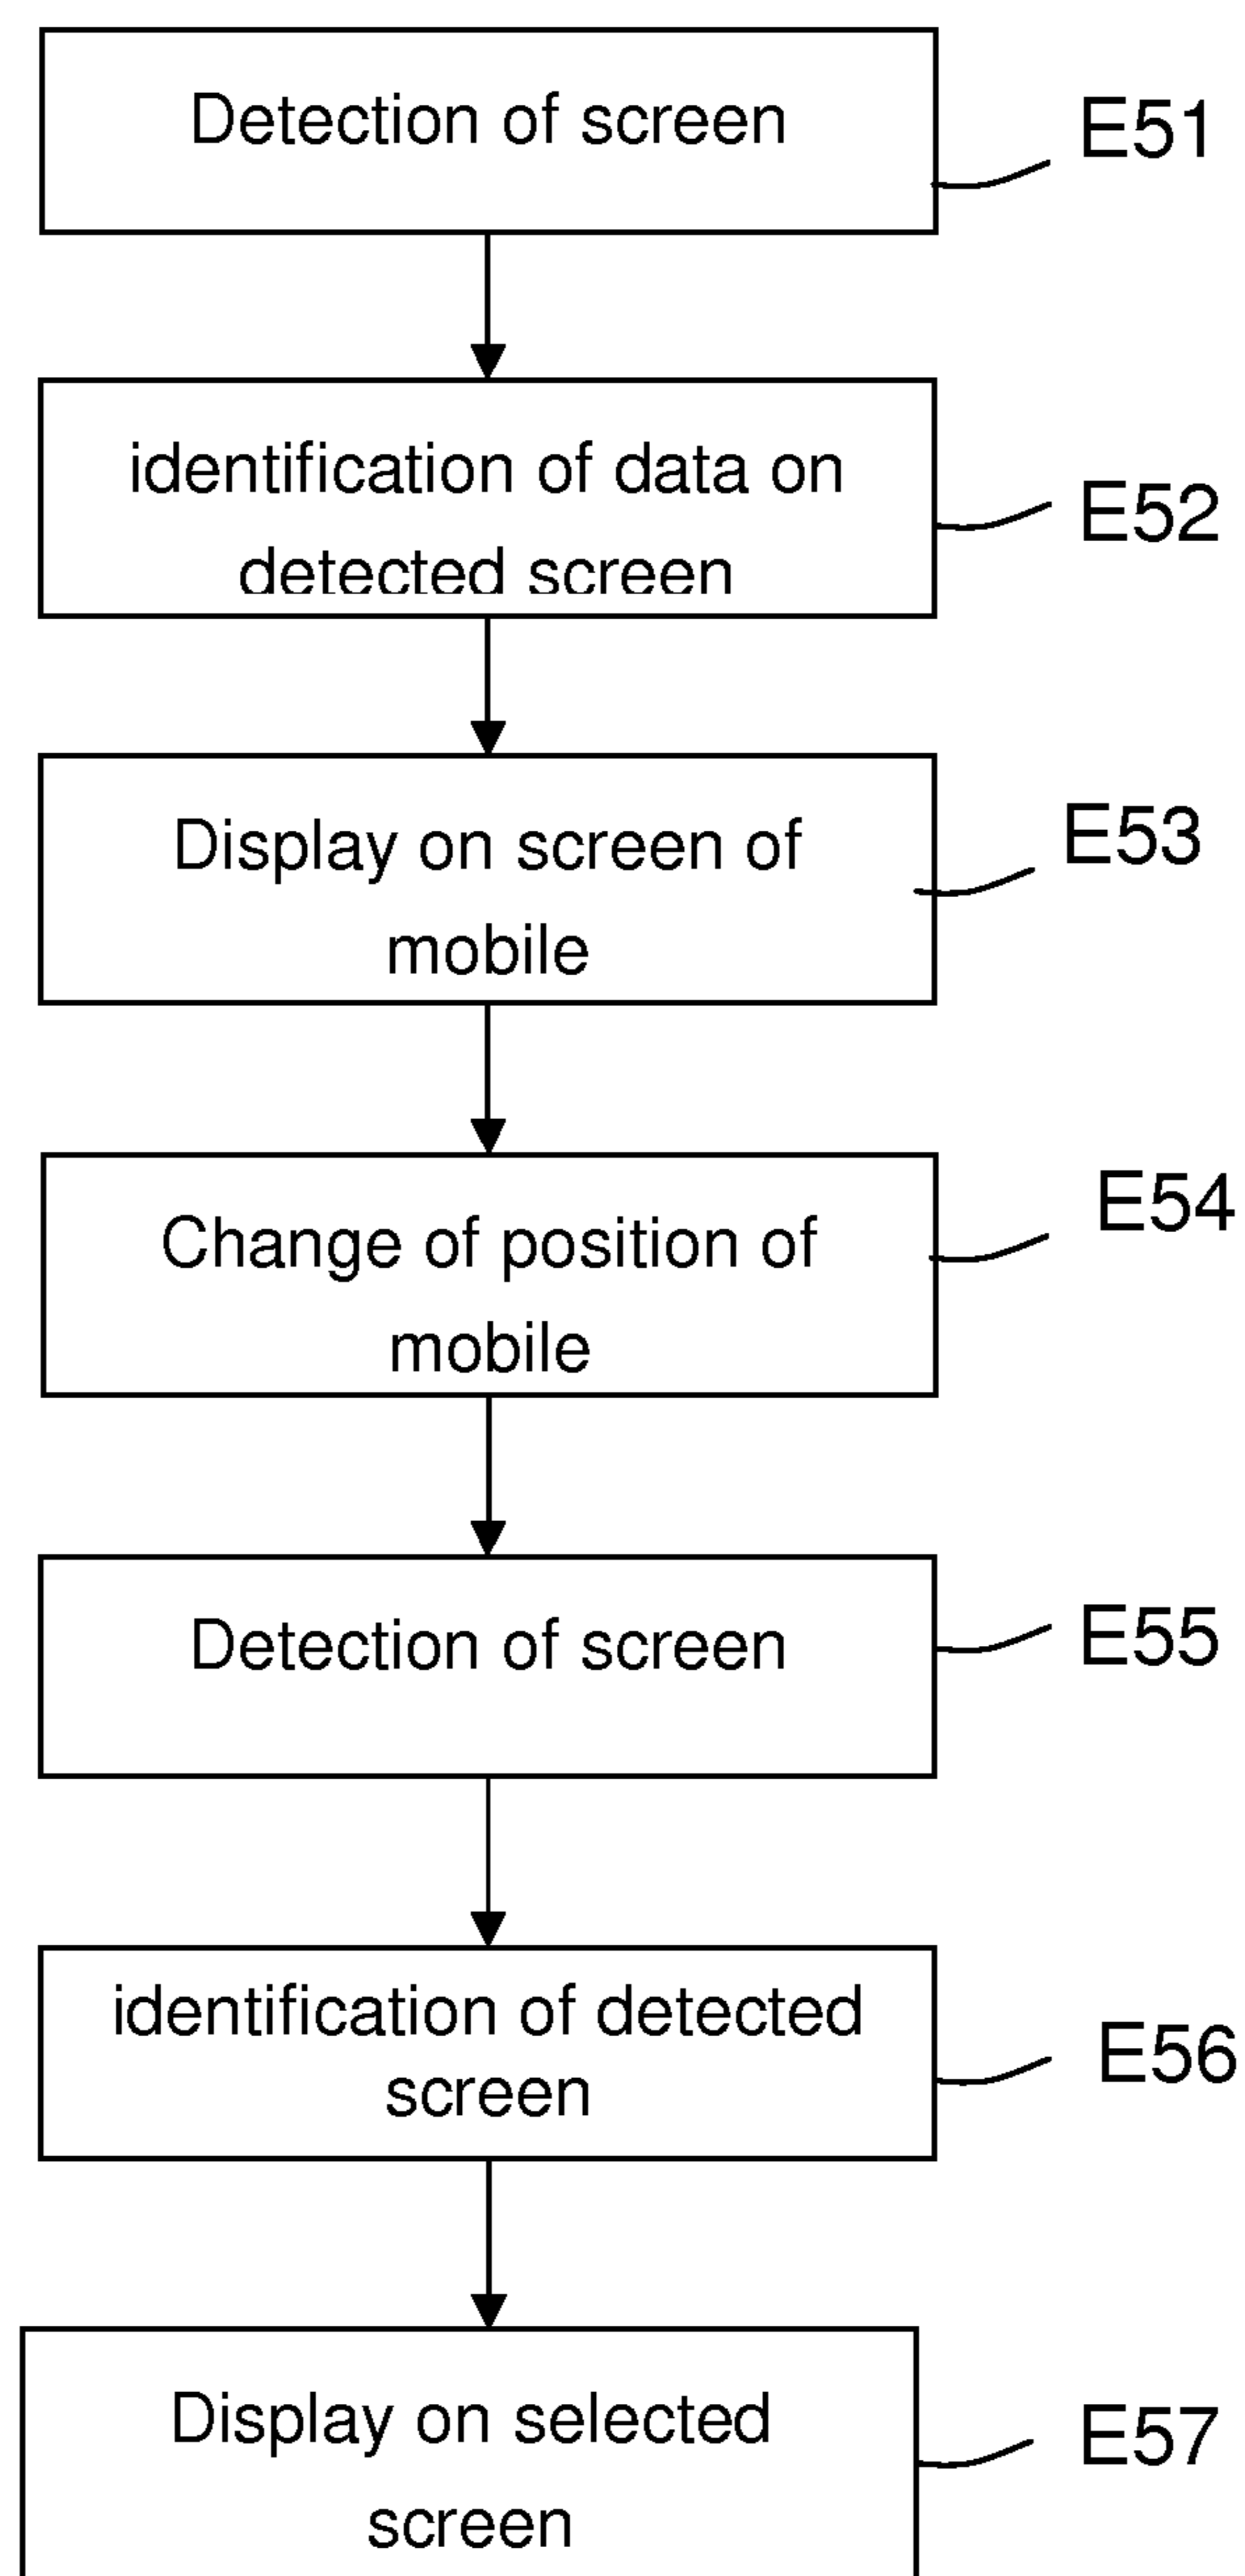 Detection of screen
E51
identification of data on
detected screen
E52
Display on screen of
mobile
E53
Change of position of
mobile
E54
Detection of screen
E55
identification of detected
screen
E56
Display on selected
screen
E57